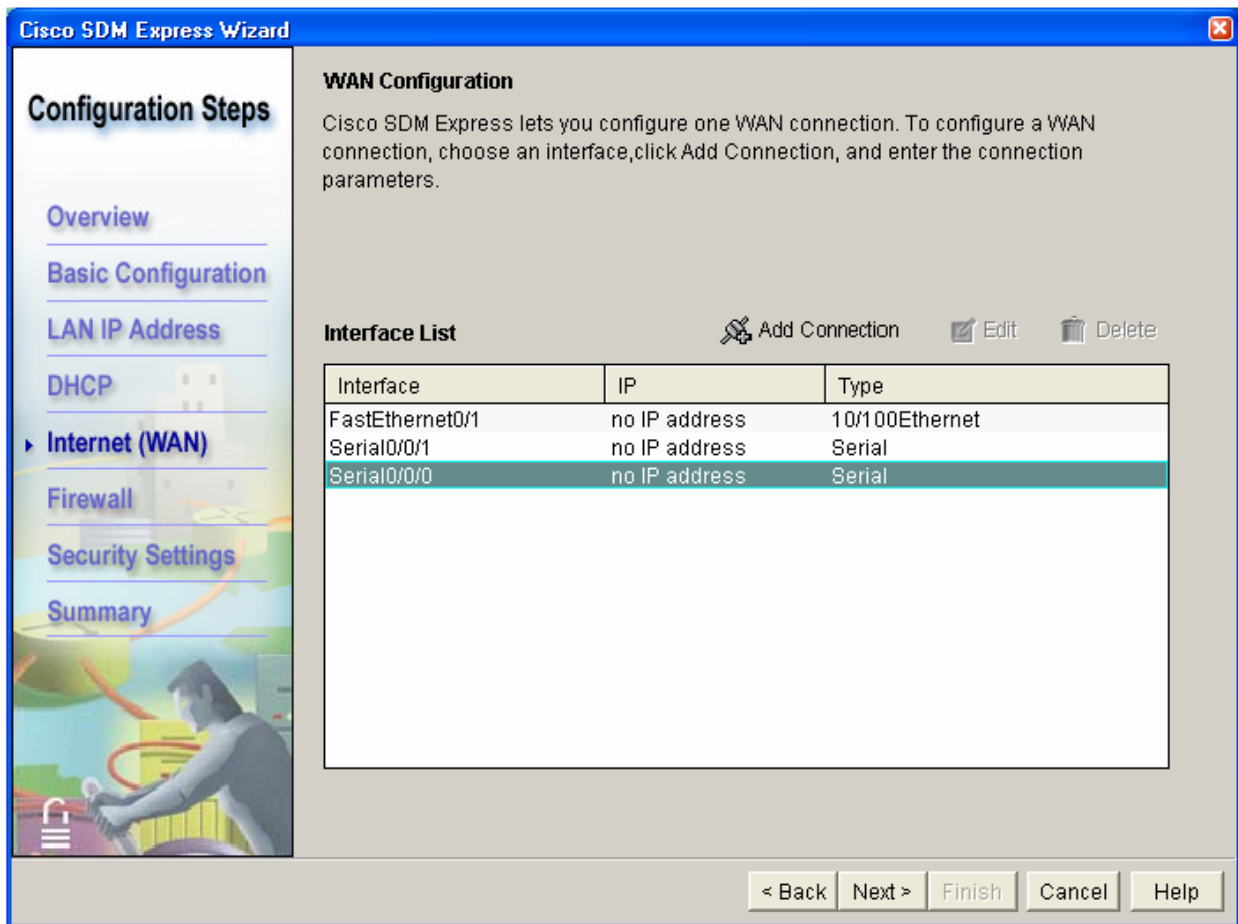 Cisco SDM Express Wizard
Configuration Steps
Overview
Basic Configuration
LAN IP Address
DHCP
Internet (WAN)
Firewall
Security Settings
Summary
WAN Configuration
Cisco SDM Express lets you configure one WAN connection. To configure a WAN
connection, choose an interface,click Add Connection, and enter the connection
parameters.
Interface List Add Connection Edit Delete
Interface IP Type
FastEthernet0/1 no IP address 10/100Ethernet
Serial0/0/1 no IP address Serial
Serial0/0/0 no IP address Serial
< Back Next > Finish Cancel Help